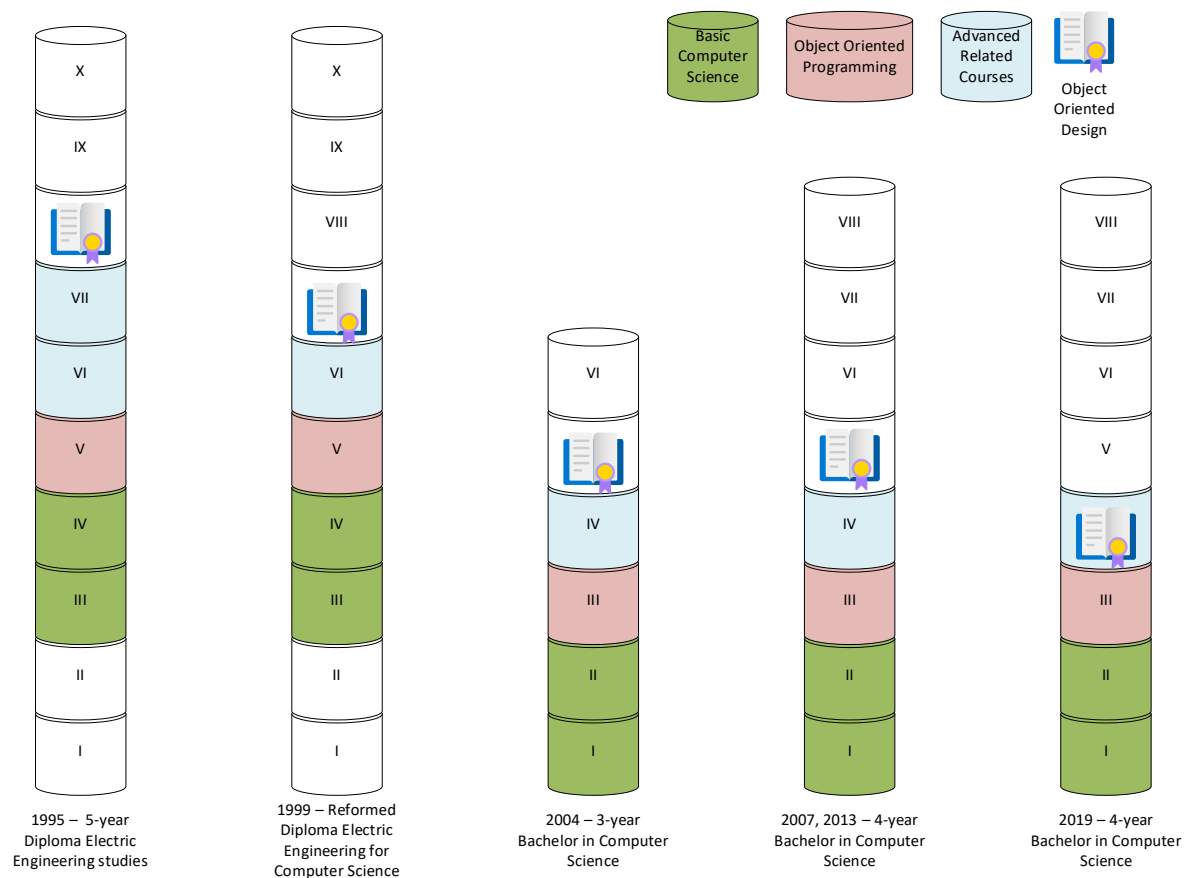 Basic
Computer
Science
Object Oriented
Programming
Advanced
Related
Courses
Object
Oriented
Design
X
IX
VII
VI
V
IV
III
II
I
1995 – 5-year
Diploma Electric
Engineering studies
X
IX
VIII
VI
V
IV
III
II
I
1999 – Reformed
Diploma Electric
Engineering for
Computer Science
VI
IV
III
II
I
2004 – 3-year
Bachelor in Computer
Science
VIII
VII
VI
IV
III
II
I
2007, 2013 – 4-year
Bachelor in Computer
Science
VIII
VII
VI
V
III
II
I
2019 – 4-year
Bachelor in Computer
Science